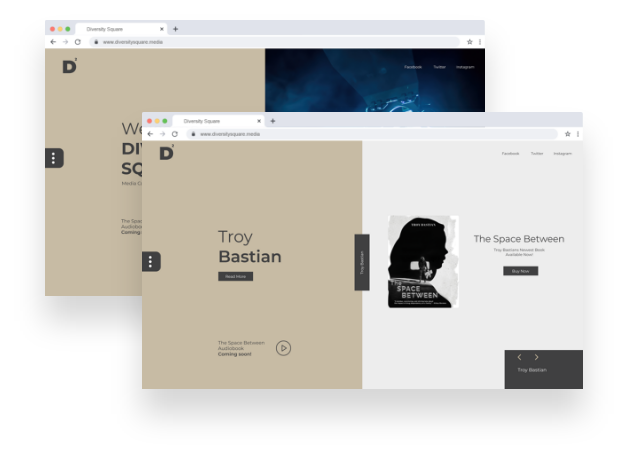 Diversity Square
www.diversitysquare.media
D²
Facebook Twitter Instagram
We
DI
SQ
Media C
The Spac
Audiobo
Coming
Diversity Square
www.diversitysquare.media
D²
Facebook Twitter Instagram
Troy
Bastian
Read More
The Space Between
Audiobook
Coming soon!
Troy Bastian
TROY BASTIAN
The
SPACE
BETWEEN
The Space Between
Troy Bastians Newest Book
Available Now!
Buy Now
Troy Bastian